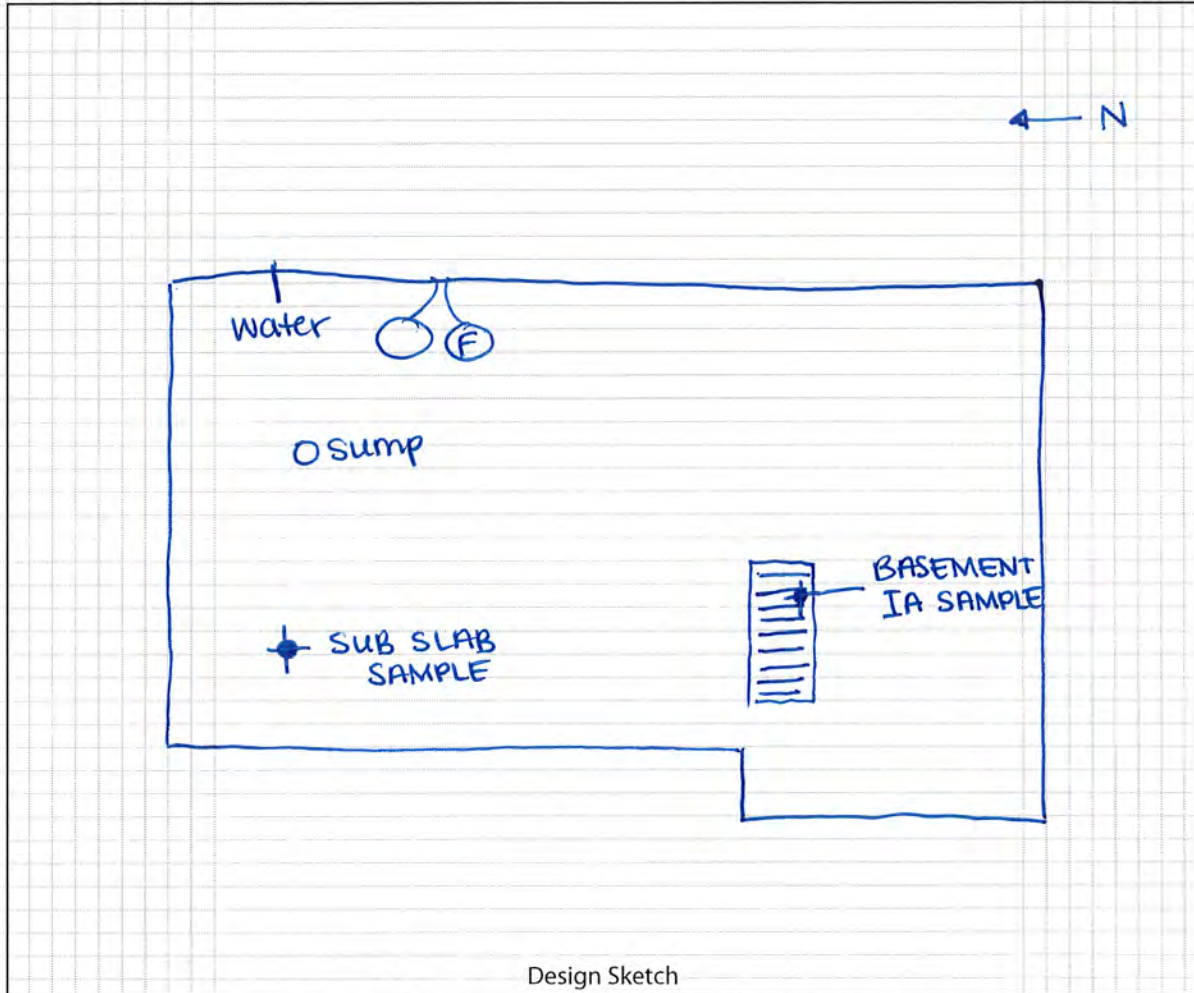 N
water
F
sump
BASEMENT
IA SAMPLE
SUB SLAB
SAMPLE
Design Sketch